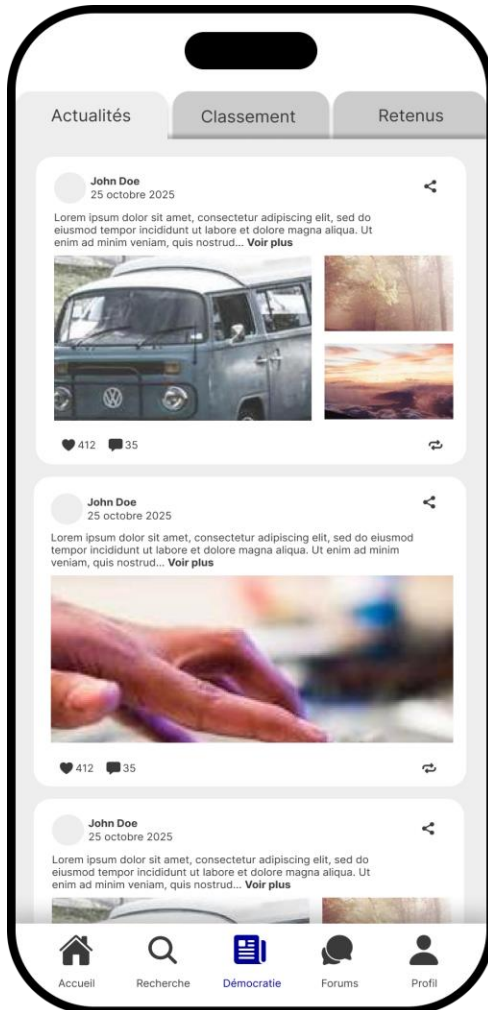 Actualités
Classement
Retenus
John Doe
25 octobre 2025
Lorem ipsum dolor sit amet, consectetur adipiscing elit, sed do
eiusmod tempor incididunt ut labore et dolore magna aliqua. Ut
enim ad minim veniam, quis nostrud... Voir plus
412
35
John Doe
25 octobre 2025
Lorem ipsum dolor sit amet, consectetur adipiscing elit, sed do eiusmod
tempor incididunt ut labore et dolore magna aliqua. Ut enim ad minim
veniam, quis nostrud... Voir plus
412
35
John Doe
25 octobre 2025
Lorem ipsum dolor sit amet, consectetur adipiscing elit, sed do
eiusmod tempor incididunt ut labore et dolore magna aliqua. Ut
enim ad minim veniam, quis nostrud... Voir plus
Accueil
Recherche
Démocratie
Forums
Profil